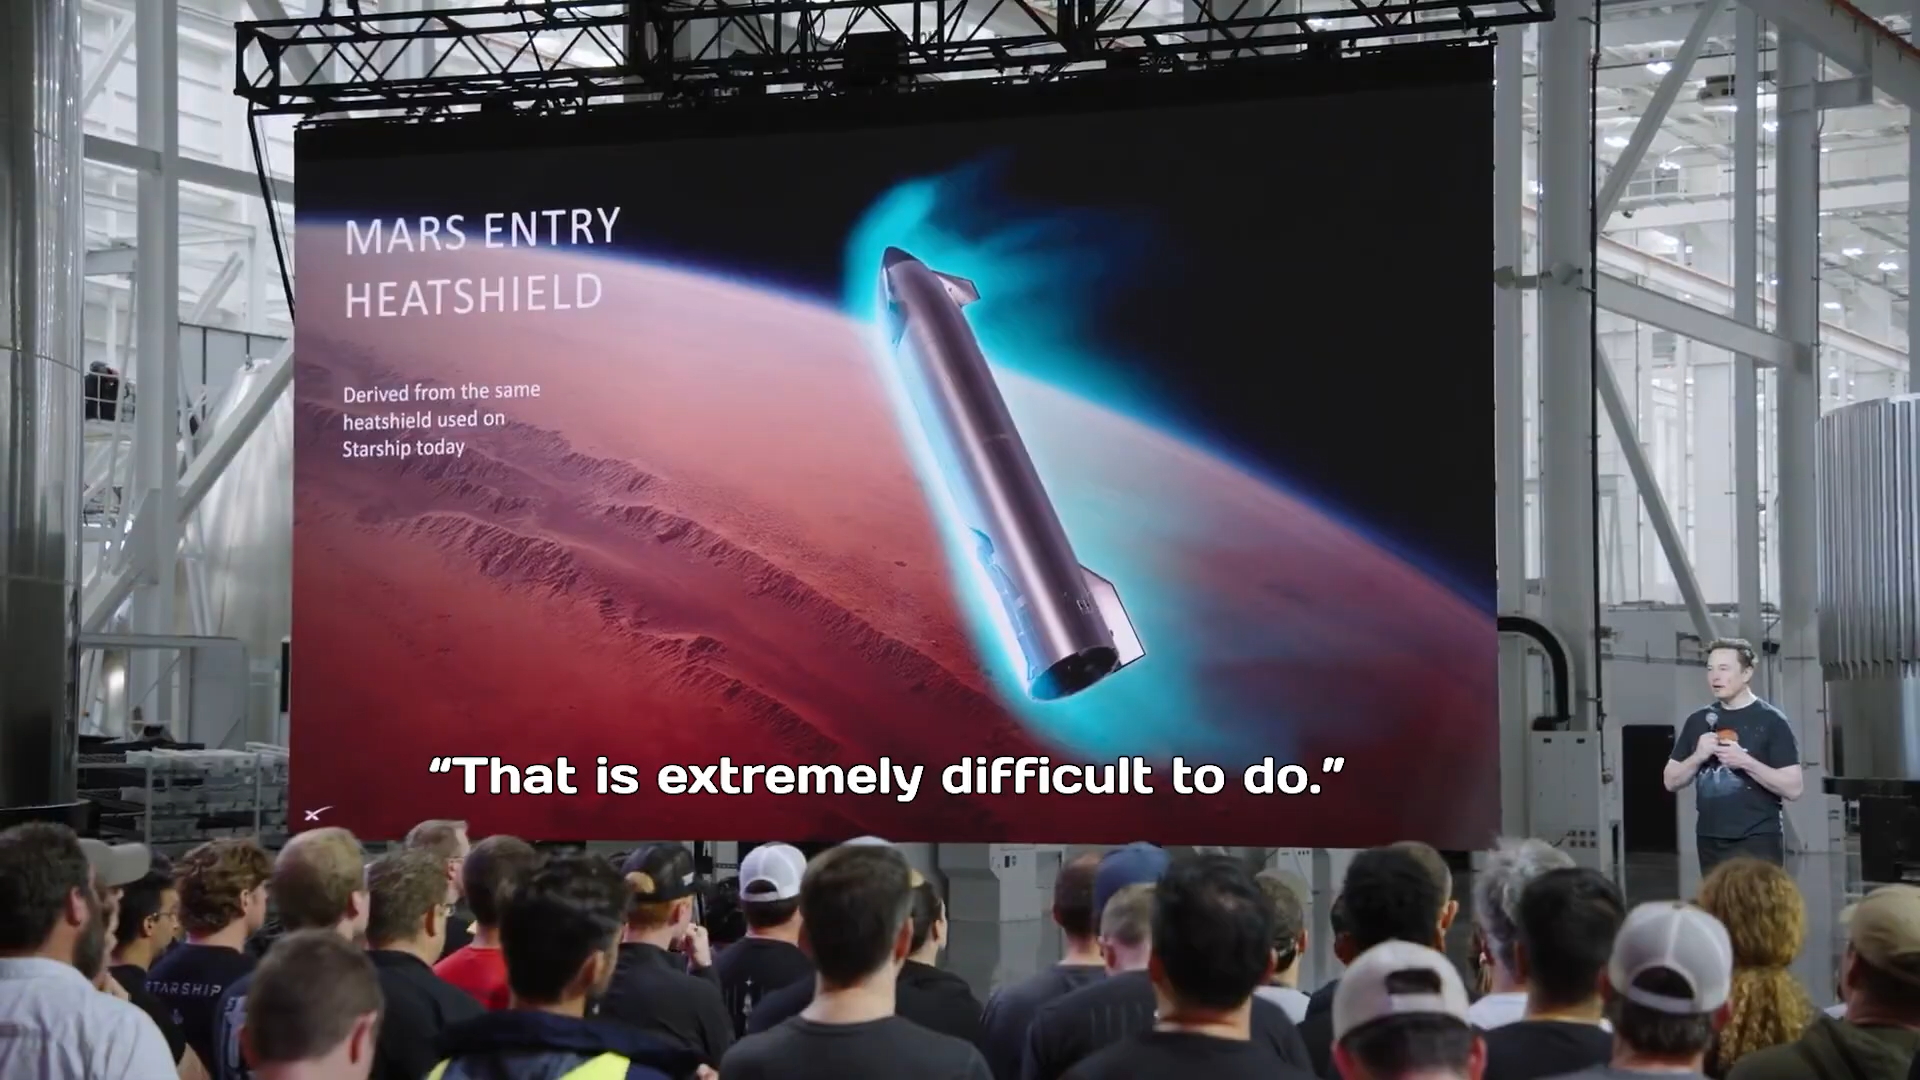 MARS ENTRY
HEATSHIELD
Derived from the same
heatshield used on
Starship today
“That is extremely difficult to do.”
STARSHIP